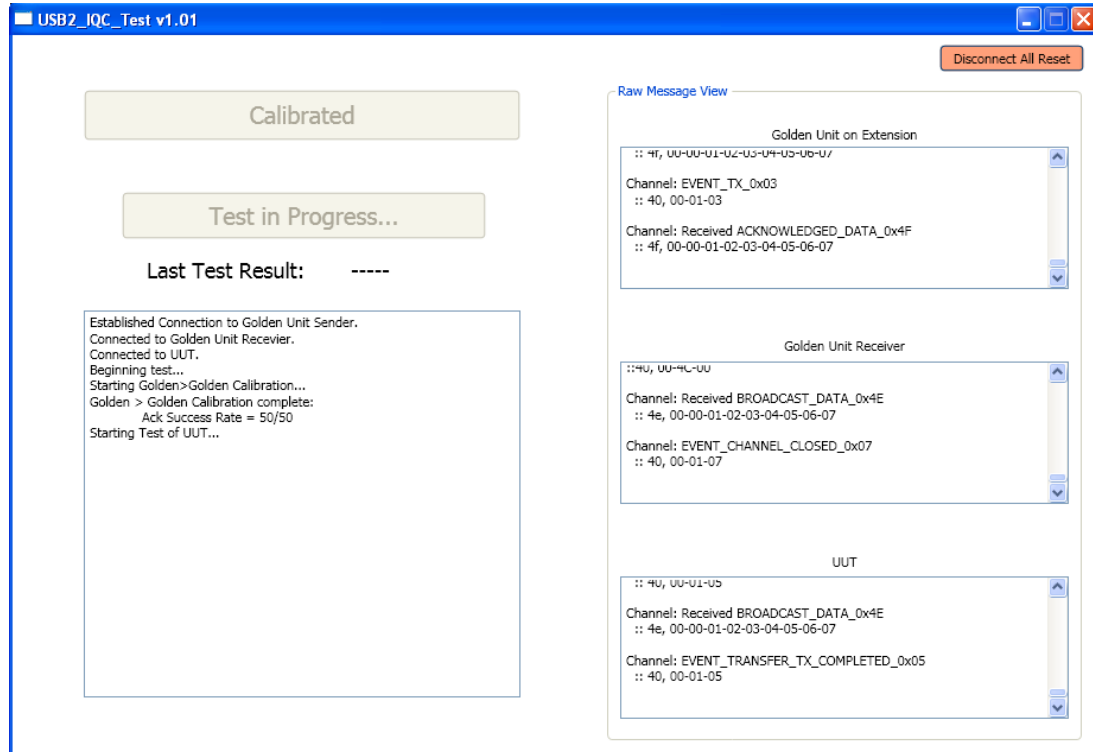 USB2_IQC_Test v1.01
Disconnect All Reset
Calibrated
Test in Progress...
Last Test Result: -----
Established Connection to Golden Unit Sender.
Connected to Golden Unit Recevier.
Connected to UUT.
Beginning test...
Starting Golden>Golden Calibration...
Golden > Golden Calibration complete:
Ack Success Rate = 50/50
Starting Test of UUT...
Raw Message View
Golden Unit on Extension
:: 4f, 00-00-01-02-03-04-05-06-07
Channel: EVENT_TX_0x03
:: 40, 00-01-03
Channel: Received ACKNOWLEDGED_DATA_0x4F
:: 4f, 00-00-01-02-03-04-05-06-07
Golden Unit Receiver
::40, 00-4C-00
Channel: Received BROADCAST_DATA_0x4E
:: 4e, 00-00-01-02-03-04-05-06-07
Channel: EVENT_CHANNEL_CLOSED_0x07
:: 40, 00-01-07
UUT
:: 40, 00-01-05
Channel: Received BROADCAST_DATA_0x4E
:: 4e, 00-00-01-02-03-04-05-06-07
Channel: EVENT_TRANSFER_TX_COMPLETED_0x05
:: 40, 00-01-05